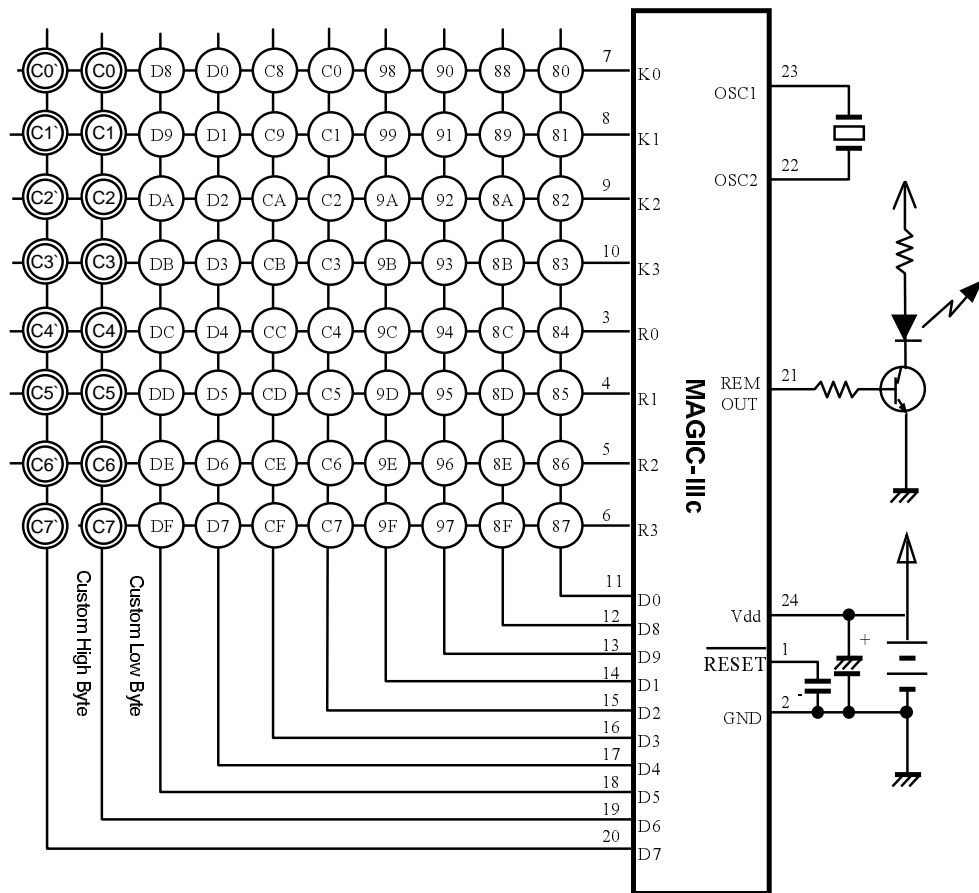 7
C0` C0 D8 D0 C8 C0 98 90 88 80 K0
8
C1` C1 D9 D1 C9 C1 99 91 89 81 K1
9
C2` C2 DA D2 CA C2 9A 92 8A 82 K2
10
C3` C3 DB D3 CB C3 9B 93 8B 83 K3
3
C4` C4 DC D4 CC C4 9C 94 8C 84 R0
4
C5` C5 DD D5 CD C5 9D 95 8D 85 R1
5
C6` C6 DE D6 CE C6 9E 96 8E 86 R2
6
C7` C7 DF D7 CF C7 9F 97 8F 87 R3
Custom High Byte
Custom Low Byte
11
D0
12
D8
13
D9
14
D1
15
D2
16
D3
17
D4
18
D5
19
D6
20
D7
MAGIC-IIIc
23
OSC1
22
OSC2
REM 21
OUT
24
Vdd
+
1
RESET
-
2
GND